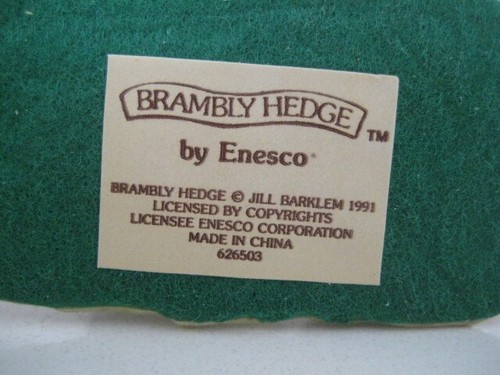 BRAMBLY HEDGE ™
by Enesco®
BRAMBLY HEDGE © JILL BARKLEM 1991
LICENSED BY COPYRIGHTS
LICENSEE ENESCO CORPORATION
MADE IN CHINA
626503